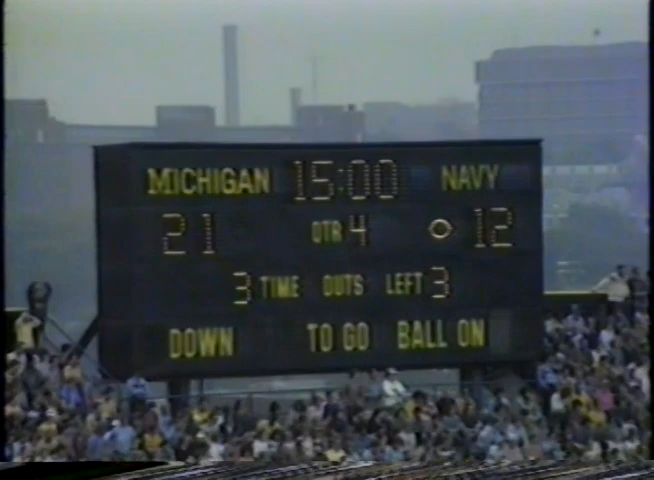 MICHIGAN 15:00 NAVY
21 QTR 4 12
3 TIME OUTS LEFT 3
DOWN TO GO BALL ON